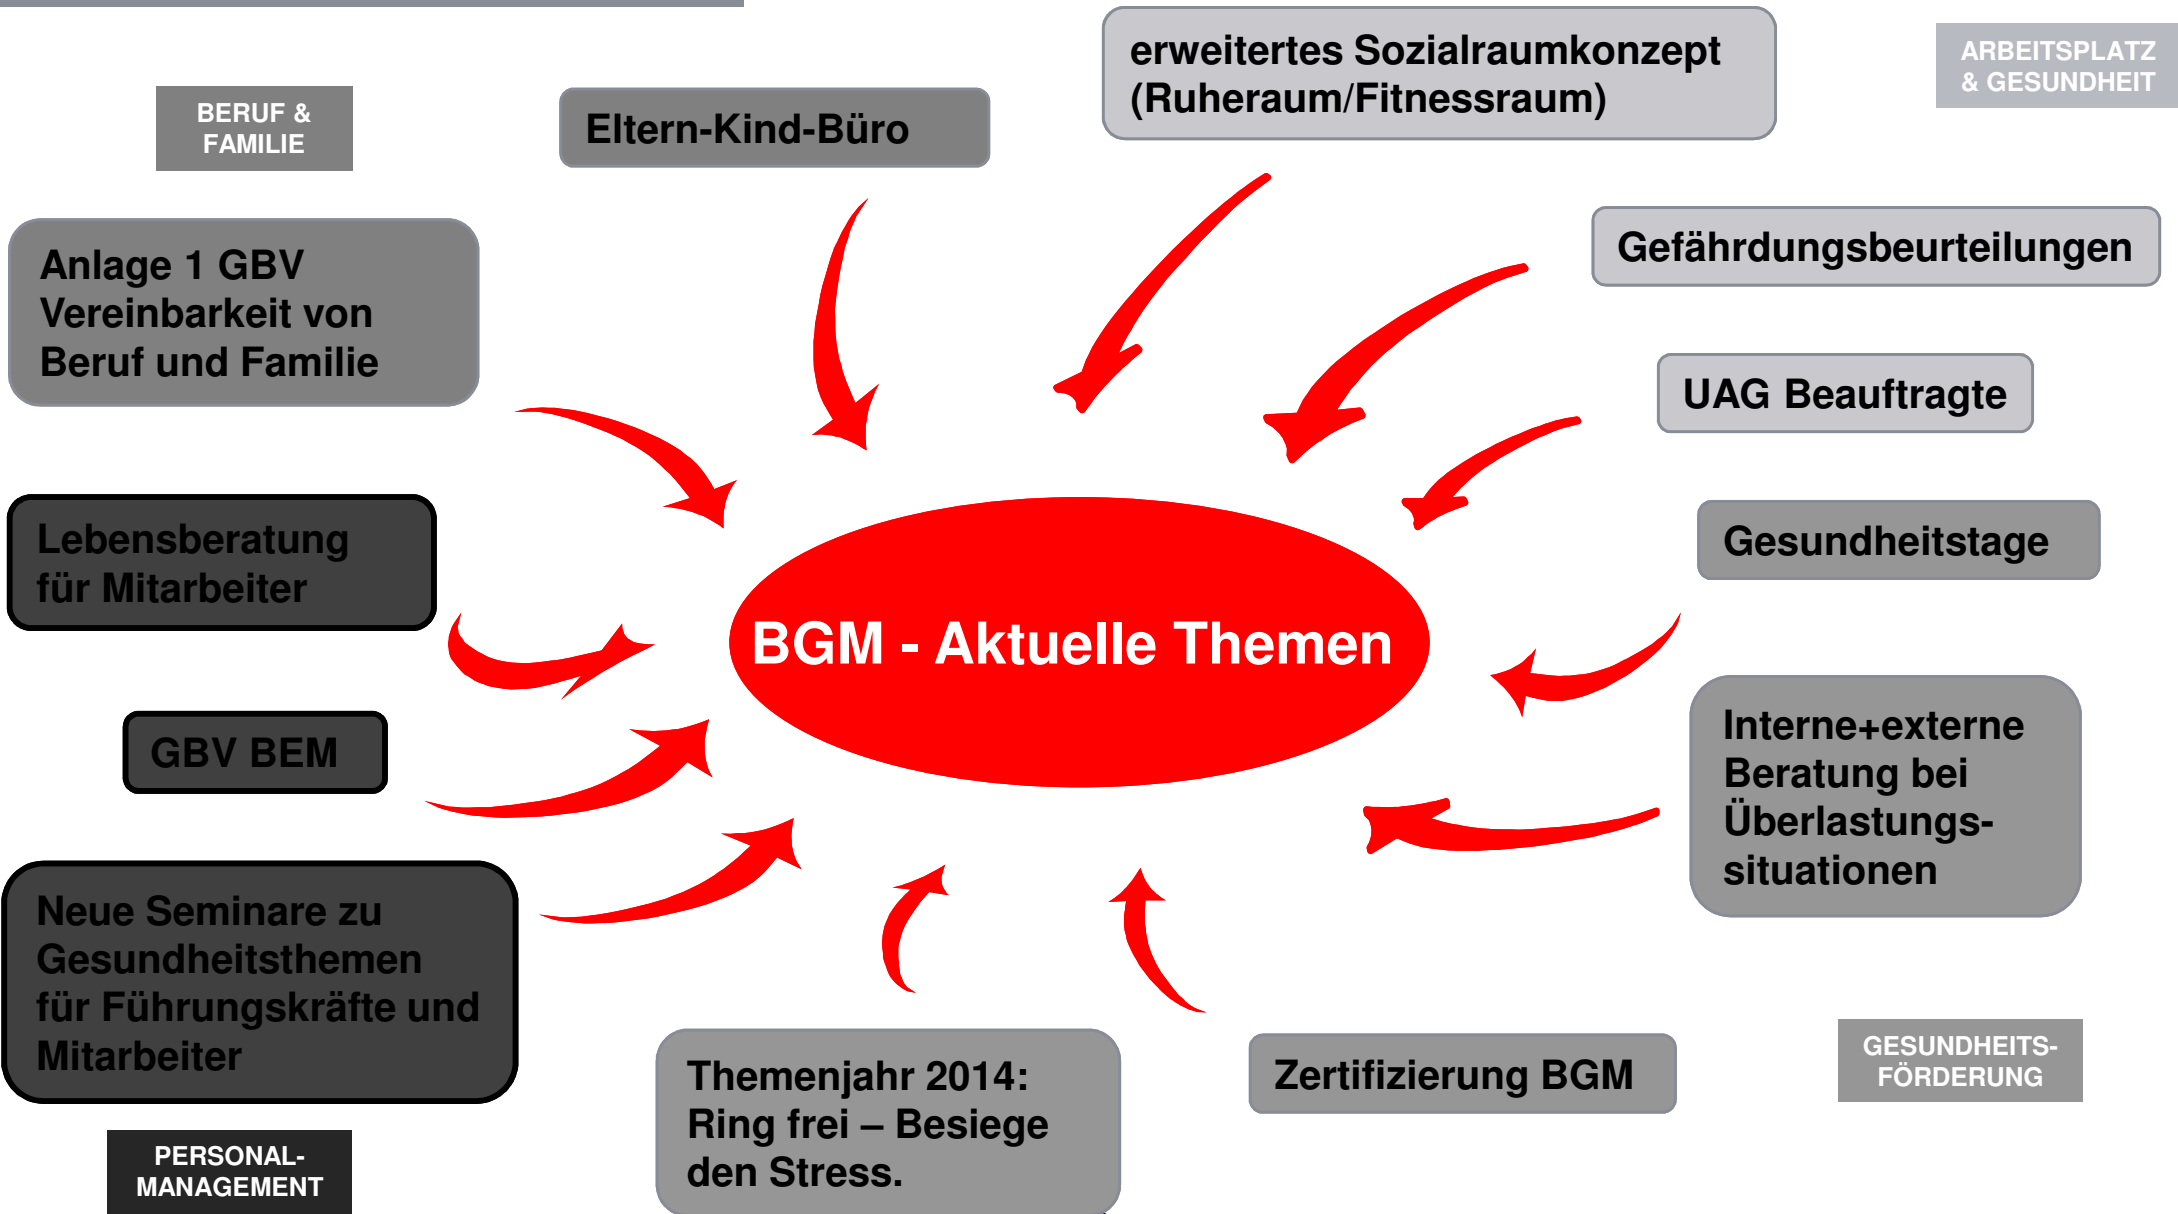 erweitertes Sozialraumkonzept
(Ruheraum/Fitnessraum)
ARBEITSPLATZ
& GESUNDHEIT
BERUF &
FAMILIE
Eltern-Kind-Büro
Anlage 1 GBV
Vereinbarkeit von
Beruf und Familie
Gefährdungsbeurteilungen
UAG Beauftragte
Lebensberatung
für Mitarbeiter
Gesundheitstage
BGM - Aktuelle Themen
GBV BEM
Interne+externe
Beratung bei
Überlastungs-
situationen
Neue Seminare zu
Gesundheitsthemen
für Führungskräfte und
Mitarbeiter
Themenjahr 2014:
Ring frei – Besiege
den Stress.
Zertifizierung BGM
GESUNDHEITS-
FÖRDERUNG
PERSONAL-
MANAGEMENT